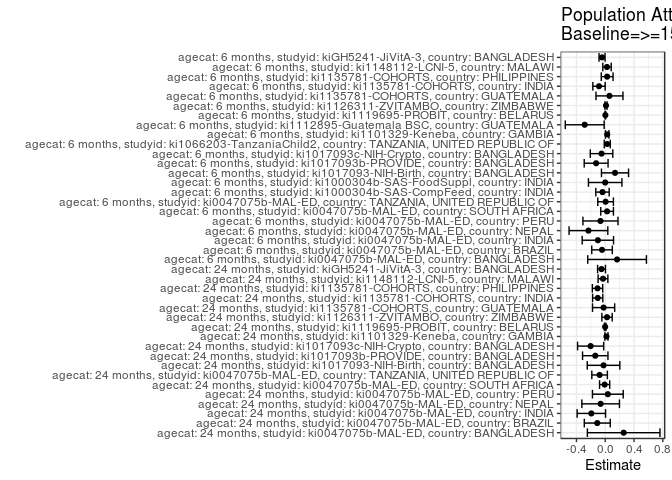 Population Att
Baseline=>=15
agecat: 6 months, studyid: kiGH5241-JiVitA-3, country: BANGLADESH
agecat: 6 months, studyid: ki1148112-LCNI-5, country: MALAWI
agecat: 6 months, studyid: ki1135781-COHORTS, country: PHILIPPINES
agecat: 6 months, studyid: ki1135781-COHORTS, country: INDIA
agecat: 6 months, studyid: ki1135781-COHORTS, country: GUATEMALA
agecat: 6 months, studyid: ki1126311-ZVITAMBO, country: ZIMBABWE
agecat: 6 months, studyid: ki1119695-PROBIT, country: BELARUS
agecat: 6 months, studyid: ki1112895-Guatemala BSC, country: GUATEMALA
agecat: 6 months, studyid: ki1101329-Keneba, country: GAMBIA
agecat: 6 months, studyid: ki1066203-TanzaniaChild2, country: TANZANIA, UNITED REPUBLIC OF
agecat: 6 months, studyid: ki1017093c-NIH-Crypto, country: BANGLADESH
agecat: 6 months, studyid: ki1017093b-PROVIDE, country: BANGLADESH
agecat: 6 months, studyid: ki1017093-NIH-Birth, country: BANGLADESH
agecat: 6 months, studyid: ki1000304b-SAS-FoodSuppl, country: INDIA
agecat: 6 months, studyid: ki1000304b-SAS-CompFeed, country: INDIA
agecat: 6 months, studyid: ki0047075b-MAL-ED, country: TANZANIA, UNITED REPUBLIC OF
agecat: 6 months, studyid: ki0047075b-MAL-ED, country: SOUTH AFRICA
agecat: 6 months, studyid: ki0047075b-MAL-ED, country: PERU
agecat: 6 months, studyid: ki0047075b-MAL-ED, country: NEPAL
agecat: 6 months, studyid: ki0047075b-MAL-ED, country: INDIA
agecat: 6 months, studyid: ki0047075b-MAL-ED, country: BRAZIL
agecat: 6 months, studyid: ki0047075b-MAL-ED, country: BANGLADESH
agecat: 24 months, studyid: kiGH5241-JiVitA-3, country: BANGLADESH
agecat: 24 months, studyid: ki1148112-LCNI-5, country: MALAWI
agecat: 24 months, studyid: ki1135781-COHORTS, country: PHILIPPINES
agecat: 24 months, studyid: ki1135781-COHORTS, country: INDIA
agecat: 24 months, studyid: ki1135781-COHORTS, country: GUATEMALA
agecat: 24 months, studyid: ki1126311-ZVITAMBO, country: ZIMBABWE
agecat: 24 months, studyid: ki1119695-PROBIT, country: BELARUS
agecat: 24 months, studyid: ki1101329-Keneba, country: GAMBIA
agecat: 24 months, studyid: ki1017093c-NIH-Crypto, country: BANGLADESH
agecat: 24 months, studyid: ki1017093b-PROVIDE, country: BANGLADESH
agecat: 24 months, studyid: ki1017093-NIH-Birth, country: BANGLADESH
agecat: 24 months, studyid: ki0047075b-MAL-ED, country: TANZANIA, UNITED REPUBLIC OF
agecat: 24 months, studyid: ki0047075b-MAL-ED, country: SOUTH AFRICA
agecat: 24 months, studyid: ki0047075b-MAL-ED, country: PERU
agecat: 24 months, studyid: ki0047075b-MAL-ED, country: NEPAL
agecat: 24 months, studyid: ki0047075b-MAL-ED, country: INDIA
agecat: 24 months, studyid: ki0047075b-MAL-ED, country: BRAZIL
agecat: 24 months, studyid: ki0047075b-MAL-ED, country: BANGLADESH
-0.4 0.0 0.4 0.8
Estimate